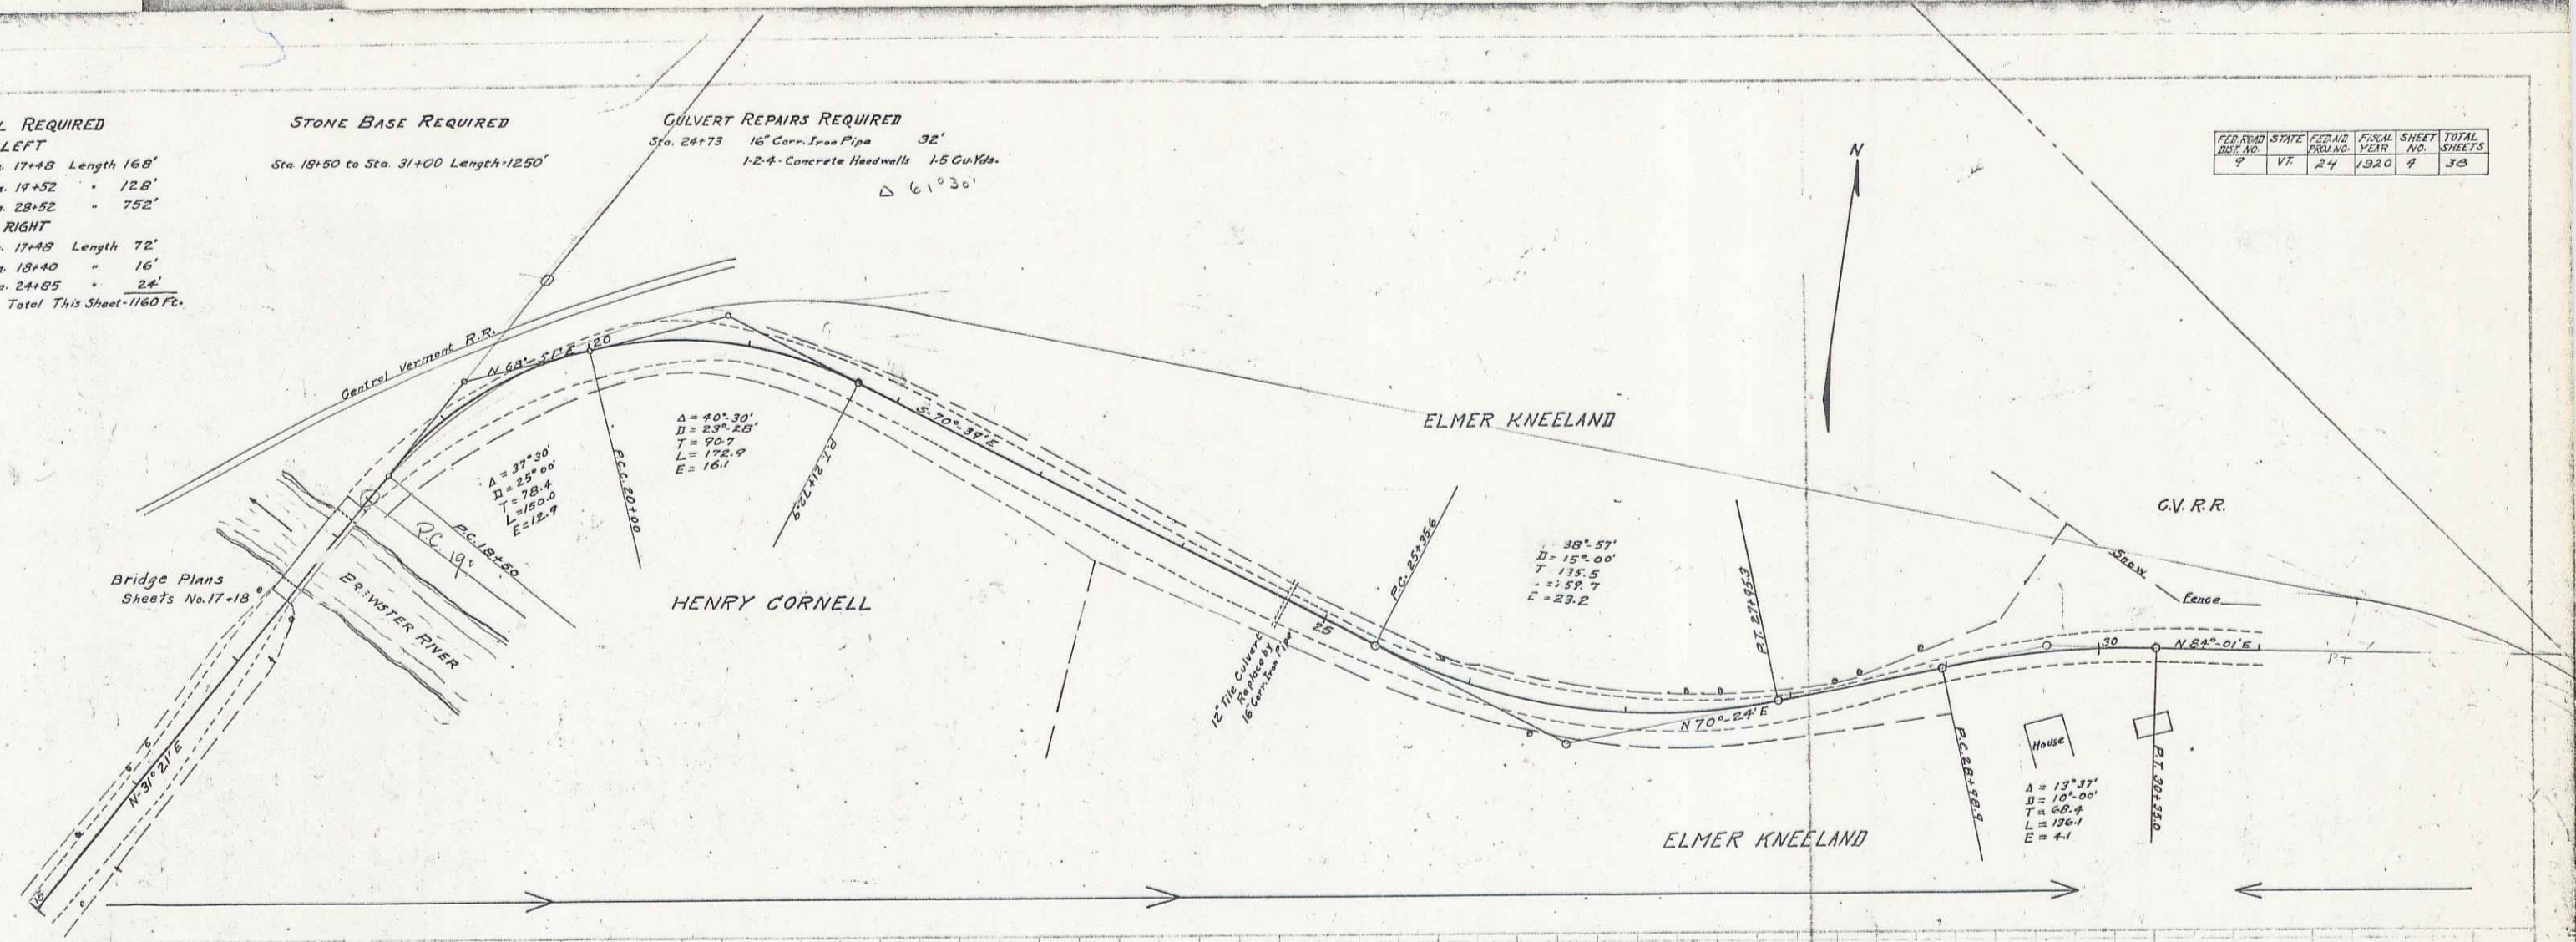 REQUIRED
LEFT
17+48 Length 168'
19+52 " 128'
28+52 " 752'
RIGHT
17+48 Length 72'
18+40 " 16'
24+85 " 24'
Total This Sheet-1160 Ft.
STONE BASE REQUIRED
Sta. 18+50 to Sta. 31+00 Length=1250'
CULVERT REPAIRS REQUIRED
Sta. 24+73 16" Corr. Iron Pipe 32'
1-2-4-Concrete Headwalls 1.5 Cu.Yds.
Δ 61°30'
FED. ROAD DIST. NO. STATE FED. AID PROJ. NO. FISCAL YEAR SHEET NO. TOTAL SHEETS
9 VT. 24 1920 4 38
N
Central Vermont R.R.
N 68°-51' E
20
Δ = 40°-30'
D = 23°-28'
T = 90.7
L = 172.9
E = 16.1
S-70°-39' E
ELMER KNEELAND
Δ = 37°30'
D = 25°00'
T = 78.4
L = 150.0
E = 12.9
P.C.C. 20+00
P.T. 21+72.9
P.C. 18+50
P.C. 19°
P.C. 25+35.6
38°-57'
D = 15°-00'
T 135.5
59.7
E = 23.2
P.T. 27+95.3
C.V. R.R.
Snow
Fence
Bridge Plans
Sheets No. 17+18
BREWSTER RIVER
HENRY CORNELL
12" Tile Culvert
Replace by
16" Corr. Iron Pipe
25
N 70°-24' E
30
N 84°-01' E
P.T.
N-31°21' E
15
P.C. 28+98.9
House
P.T. 30+35.0
Δ = 13°37'
D = 10°-00'
T = 68.4
L = 136.1
E = 4.1
ELMER KNEELAND